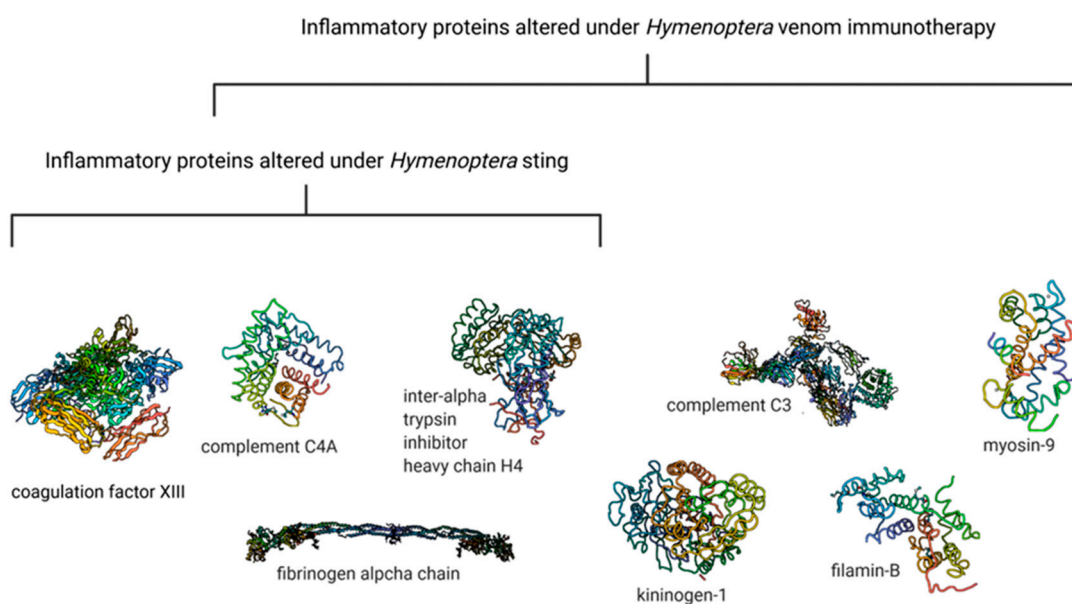 Inflammatory proteins altered under Hymenoptera venom immunotherapy
Inflammatory proteins altered under Hymenoptera sting
coagulation factor XIII
complement C4A
inter-alpha
trypsin
inhibitor
heavy chain H4
fibrinogen alpcha chain
complement C3
myosin-9
kininogen-1
filamin-B